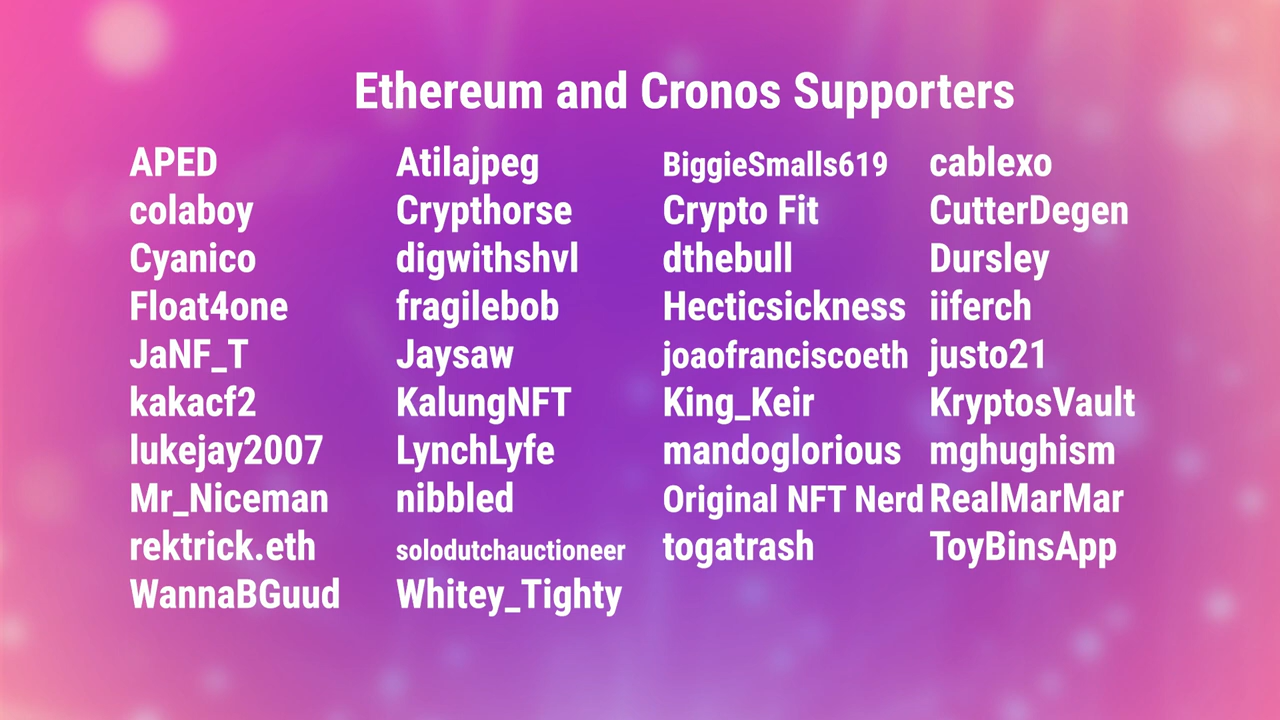 Ethereum and Cronos Supporters
APED Atilajpeg BiggieSmalls619 cablexo
colaboy Crypthorse Crypto Fit CutterDegen
Cyanico digwithshvl dthebull Dursley
Float4one fragilebob Hecticsickness iiferch
JaNF_T Jaysaw joaofranciscoeth justo21
kakacf2 KalungNFT King_Keir KryptosVault
lukejay2007 LynchLyfe mandoglorious mghughism
Mr_Niceman nibbled Original NFT Nerd RealMarMar
rektrick.eth solodutchauctioneer togatrash ToyBinsApp
WannaBGuud Whitey_Tighty